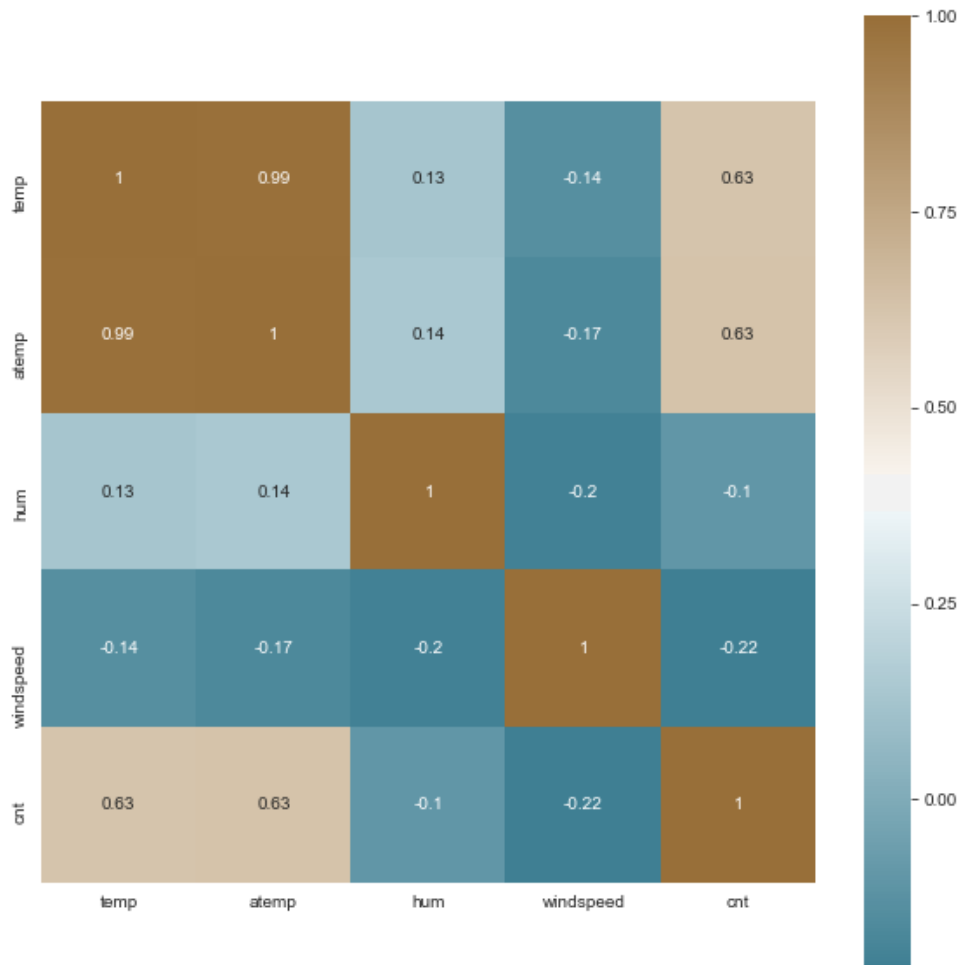 1.00
temp 1 0.99 0.13 -0.14 0.63
0.75
atemp 0.99 1 0.14 -0.17 0.63
0.50
hum 0.13 0.14 1 -0.2 -0.1
0.25
windspeed -0.14 -0.17 -0.2 1 -0.22
0.00
cnt 0.63 0.63 -0.1 -0.22 1
temp atemp hum windspeed cnt